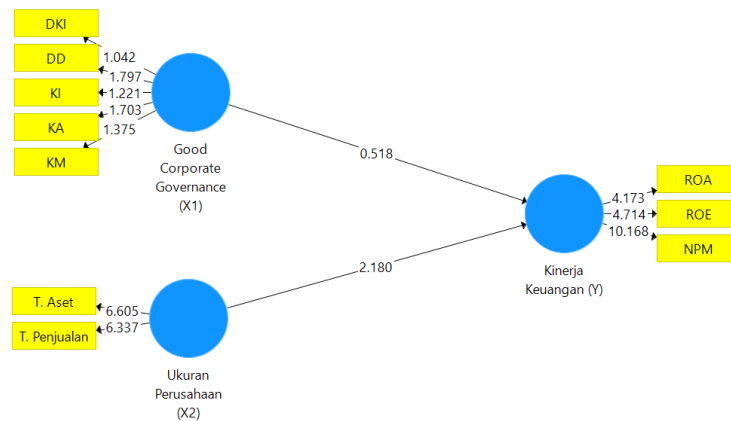 DKI
DD
KI
KA
KM
1.042
1.797
1.221
1.703
1.375
Good
Corporate
Governance
(X1)
0.518
ROA
ROE
NPM
4.173
4.714
10.168
Kinerja
Keuangan (Y)
2.180
T. Aset
T. Penjualan
6.605
6.337
Ukuran
Perusahaan
(X2)